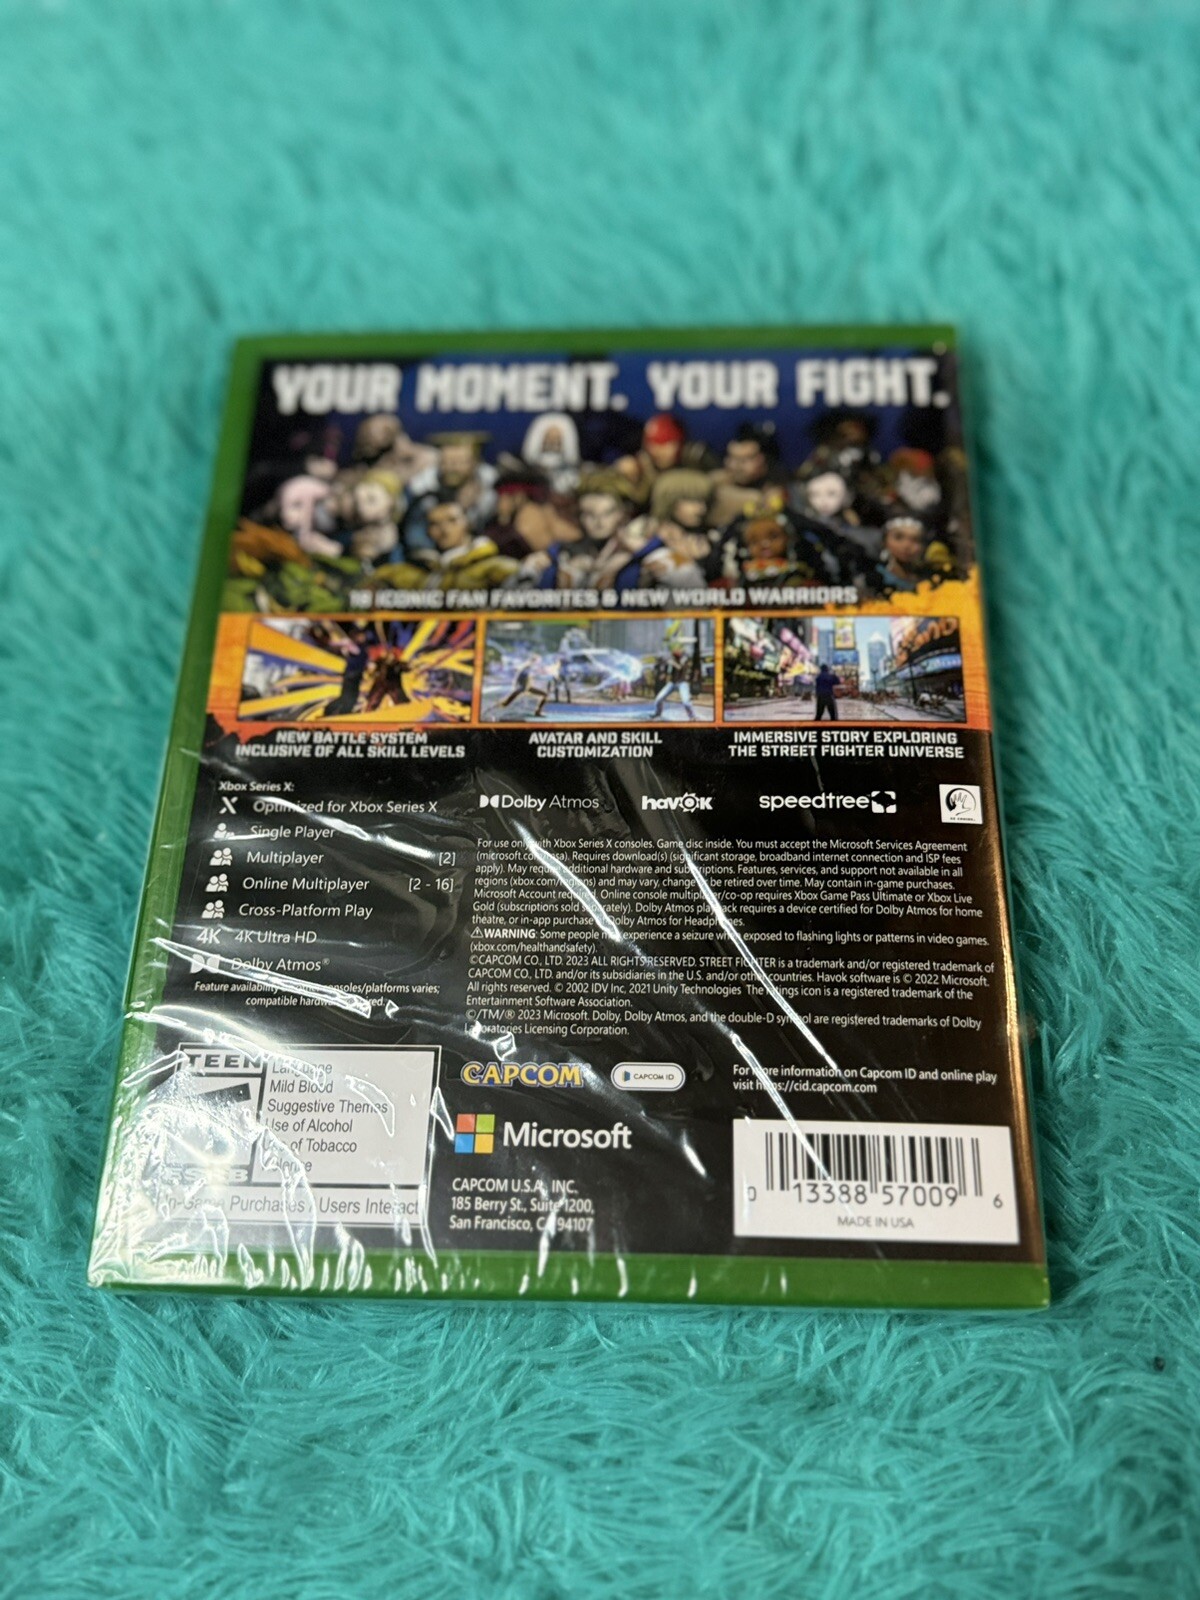 YOUR MOMENT. YOUR FIGHT.
18 ICONIC FAN FAVORITES & NEW WORLD WARRIORS
NEW BATTLE SYSTEM
INCLUSIVE OF ALL SKILL LEVELS
AVATAR AND SKILL
CUSTOMIZATION
IMMERSIVE STORY EXPLORING
THE STREET FIGHTER UNIVERSE
Xbox Series X:
Optimized for Xbox Series X
Single Player
Multiplayer [2]
Online Multiplayer [2 - 16]
Cross-Platform Play
4K 4K Ultra HD
Dolby Atmos®
Feature availability consoles/platforms varies;
compatible hardware required.
Dolby Atmos
havok
speedtree
For use only with Xbox Series X consoles. Game disc inside. You must accept the Microsoft Services Agreement
(microsoft.com/msa). Requires download(s) (significant storage, broadband internet connection and ISP fees
apply). May require additional hardware and subscriptions. Features, services, and support not available in all
regions (xbox.com/regions) and may vary, change or be retired over time. May contain in-game purchases.
Microsoft Account required. Online console multiplayer/co-op requires Xbox Game Pass Ultimate or Xbox Live
Gold (subscriptions sold separately). Dolby Atmos playback requires a device certified for Dolby Atmos for home
theatre, or in-app purchase of Dolby Atmos for Headphones.
⚠WARNING: Some people may experience a seizure when exposed to flashing lights or patterns in video games.
(xbox.com/healthandsafety).
©CAPCOM CO., LTD. 2023 ALL RIGHTS RESERVED. STREET FIGHTER is a trademark and/or registered trademark of
CAPCOM CO., LTD. and/or its subsidiaries in the U.S. and/or other countries. Havok software is © 2022 Microsoft.
All rights reserved. © 2002 IDV Inc, 2021 Unity Technologies The ratings icon is a registered trademark of the
Entertainment Software Association.
©/TM/® 2023 Microsoft. Dolby, Dolby Atmos, and the double-D symbol are registered trademarks of Dolby
Laboratories Licensing Corporation.
TEEN
ESRB
Language
Mild Blood
Suggestive Themes
Use of Alcohol
Use of Tobacco
Violence
In-Game Purchases / Users Interact
CAPCOM
CAPCOM ID
For more information on Capcom ID and online play
visit https://cid.capcom.com
Microsoft
CAPCOM U.S.A., INC.
185 Berry St., Suite 1200,
San Francisco, CA 94107
0 13388 57009 6
MADE IN USA